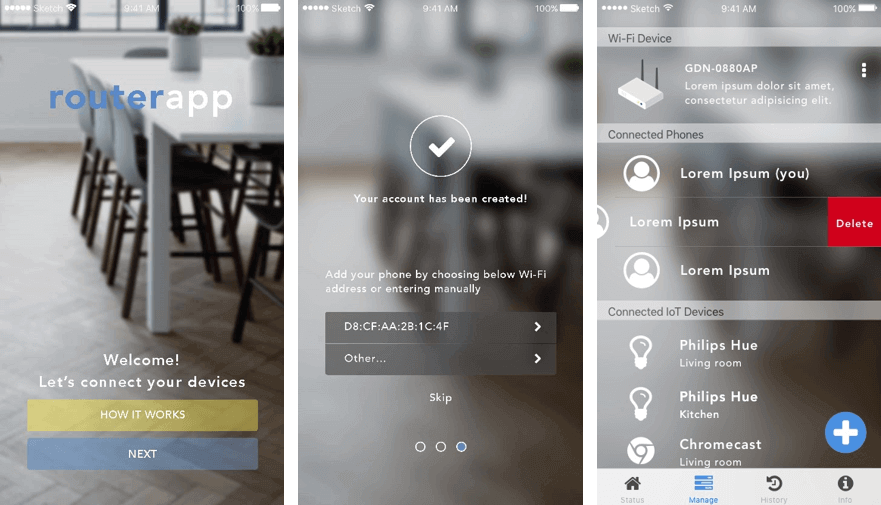 Sketch 9:41 AM 100%
routerapp
Welcome!
Let's connect your devices
HOW IT WORKS
NEXT
Sketch 9:41 AM 100%
Your account has been created!
Add your phone by choosing below Wi-Fi
address or entering manually
D8:CF:AA:2B:1C:4F
Other...
Skip
Sketch 9:41 AM 100%
Wi-Fi Device
GDN-0880AP
Lorem ipsum dolor sit amet,
consectetur adipisicing elit.
Connected Phones
Lorem Ipsum (you)
Lorem Ipsum
Delete
Lorem Ipsum
Connected IoT Devices
Philips Hue
Living room
Philips Hue
Kitchen
Chromecast
Living room
Status Manage History Info